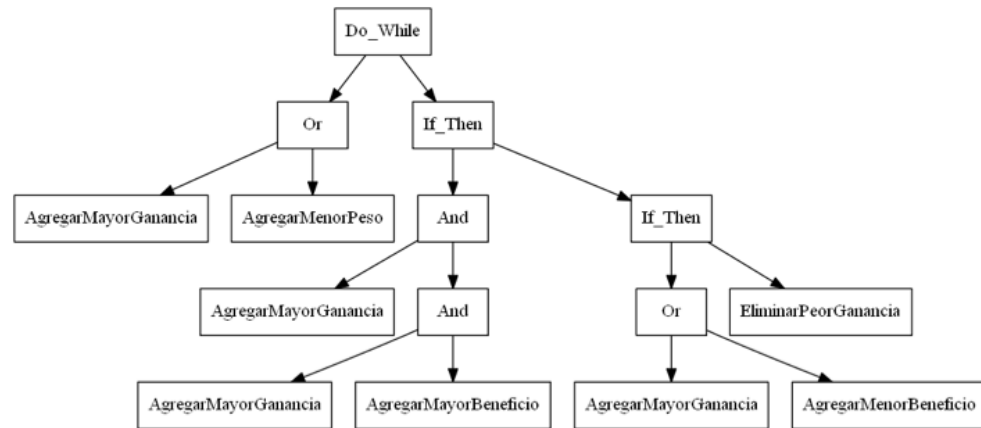 Do_While
Or
If_Then
AgregarMayorGanancia
AgregarMenorPeso
And
If_Then
AgregarMayorGanancia
And
Or
EliminarPeorGanancia
AgregarMayorGanancia
AgregarMayorBeneficio
AgregarMayorGanancia
AgregarMenorBeneficio